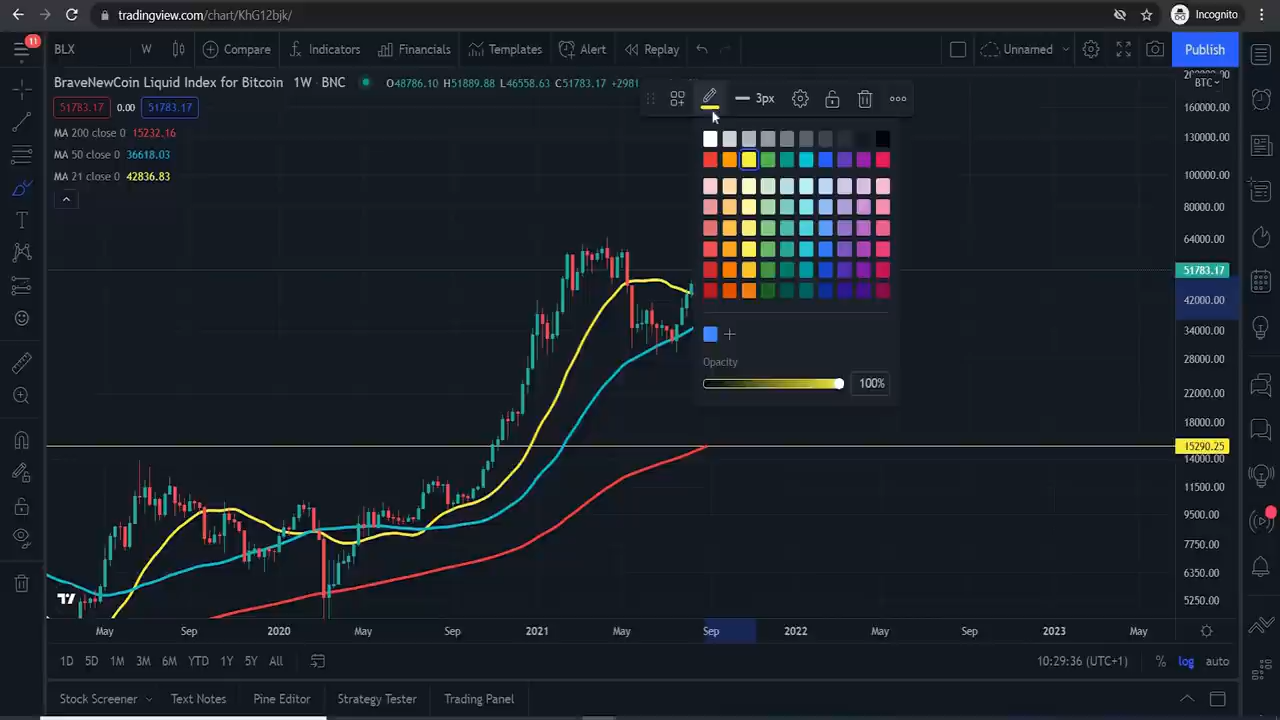 tradingview.com/chart/KhG12bjk/
Incognito
11
BLX
W
Compare
Indicators
Financials
Templates
Alert
Replay
Unnamed
Publish
BraveNewCoin Liquid Index for Bitcoin 1W · BNC
O48786.10 H51889.88 L46558.63 C51783.17 +2981
51783.17 0.00 51783.17
MA 200 close 0 15232.16
MA 50 close 0 36618.03
MA 21 close 0 42836.83
3px
Opacity
100%
BTC
160000.00
130000.00
100000.00
80000.00
64000.00
51783.17
42000.00
34000.00
28000.00
22000.00
18000.00
15290.25
14000.00
11500.00
9500.00
7750.00
6350.00
5250.00
May Sep 2020 May Sep 2021 May Sep 2022 May Sep 2023 May
1D 5D 1M 3M 6M YTD 1Y 5Y All
10:29:36 (UTC+1) % log auto
Stock Screener Text Notes Pine Editor Strategy Tester Trading Panel